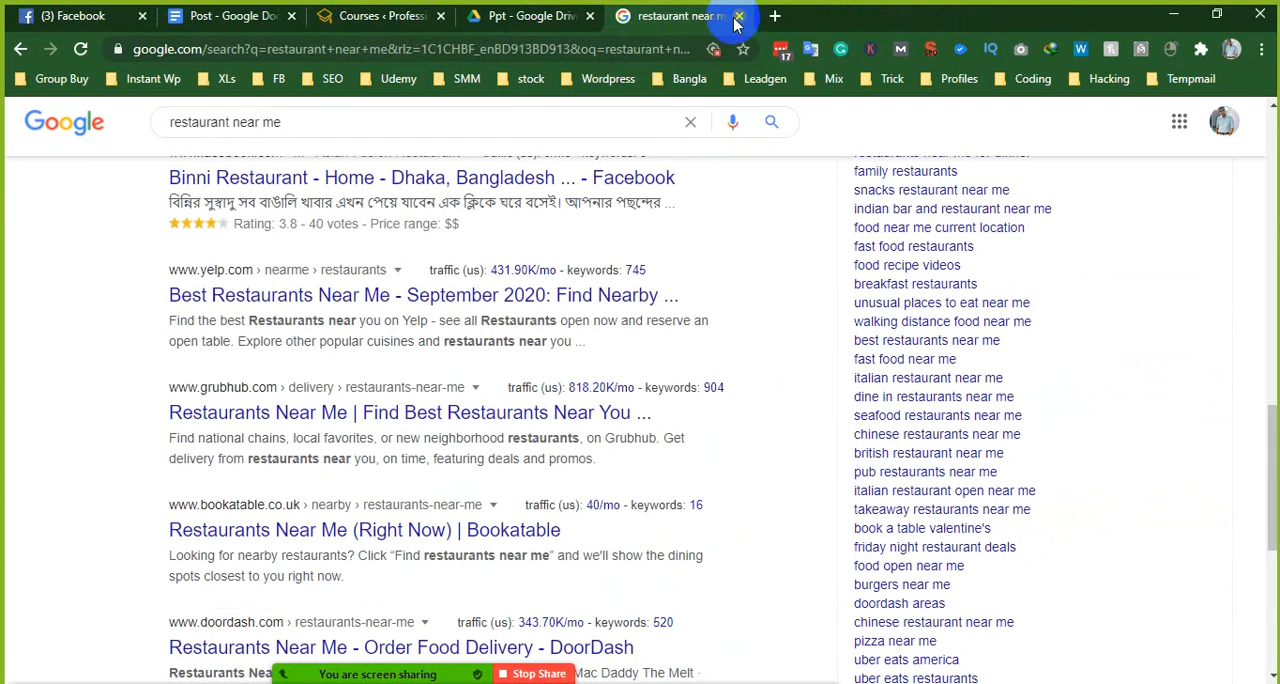 (3) Facebook
Post - Google Do
Courses ‹ Profess
Ppt - Google Driv
restaurant near m
google.com/search?q=restaurant+near+me&rlz=1C1CHBF_enBD913BD913&oq=restaurant+n...
17
Group Buy
Instant Wp
XLs
FB
SEO
Udemy
SMM
stock
Wordpress
Bangla
Leadgen
Mix
Trick
Profiles
Coding
Hacking
Tempmail
Google
restaurant near me
Binni Restaurant - Home - Dhaka, Bangladesh ... - Facebook
বিন্নির সুস্বাদু সব বাঙালি খাবার এখন পেয়ে যাবেন এক ক্লিকে ঘরে বসেই। আপনার পছন্দের ...
Rating: 3.8 - 40 votes - Price range: $$
www.yelp.com › nearme › restaurants traffic (us): 431.90K/mo - keywords: 745
Best Restaurants Near Me - September 2020: Find Nearby ...
Find the best Restaurants near you on Yelp - see all Restaurants open now and reserve an
open table. Explore other popular cuisines and restaurants near you ...
www.grubhub.com › delivery › restaurants-near-me traffic (us): 818.20K/mo - keywords: 904
Restaurants Near Me | Find Best Restaurants Near You ...
Find national chains, local favorites, or new neighborhood restaurants, on Grubhub. Get
delivery from restaurants near you, on time, featuring deals and promos.
www.bookatable.co.uk › nearby › restaurants-near-me traffic (us): 40/mo - keywords: 16
Restaurants Near Me (Right Now) | Bookatable
Looking for nearby restaurants? Click “Find restaurants near me” and we'll show the dining
spots closest to you right now.
www.doordash.com › restaurants-near-me traffic (us): 343.70K/mo - keywords: 520
Restaurants Near Me - Order Food Delivery - DoorDash
Restaurants Nea
Mac Daddy The Melt ·
You are screen sharing
Stop Share
restaurants near me for dinner
family restaurants
snacks restaurant near me
indian bar and restaurant near me
food near me current location
fast food restaurants
food recipe videos
breakfast restaurants
unusual places to eat near me
walking distance food near me
best restaurants near me
fast food near me
italian restaurant near me
dine in restaurants near me
seafood restaurants near me
chinese restaurants near me
british restaurant near me
pub restaurants near me
italian restaurant open near me
takeaway restaurants near me
book a table valentine's
friday night restaurant deals
food open near me
burgers near me
doordash areas
chinese restaurant near me
pizza near me
uber eats america
uber eats restaurants